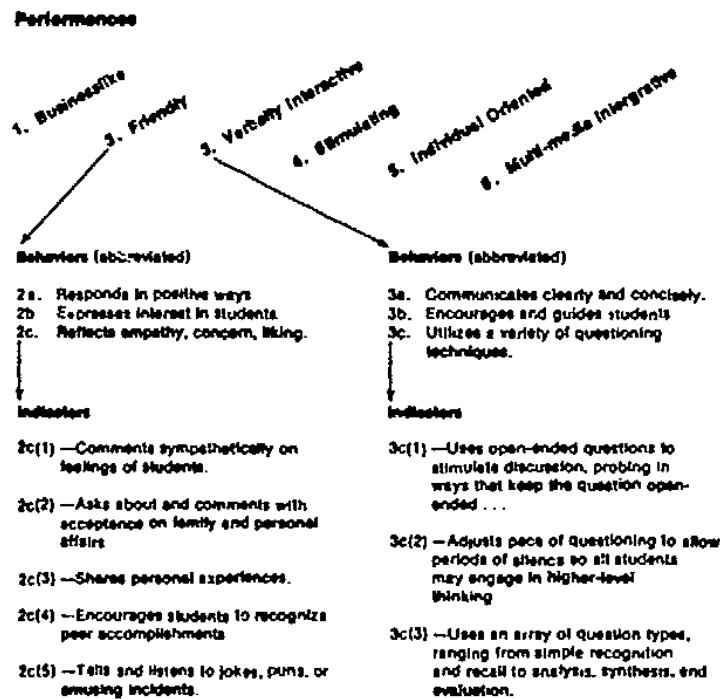 Performances
1. Businesslike
2. Friendly
3. Verbally Interactive
4. Stimulating
5. Individual Oriented
6. Multi-media Intergrative
Behaviors (abbreviated)
2a. Responds in positive ways
2b Expresses interest in students
2c. Reflects empathy, concern, liking.
Indicators
2c(1) —Comments sympathetically on
feelings of students.
2c(2) —Asks about and comments with
acceptance on family and personal
affairs
2c(3) —Shares personal experiences.
2c(4) —Encourages students to recognize
peer accomplishments
2c(5) —Tells and listens to jokes, puns, or
amusing incidents.
Behaviors (abbreviated)
3a. Communicates clearly and concisely.
3b. Encourages and guides students
3c. Utilizes a variety of questioning
techniques.
Indicators
3c(1) —Uses open-ended questions to
stimulate discussion, probing in
ways that keep the question open-
ended . . .
3c(2) —Adjusts pace of questioning to allow
periods of silence so all students
may engage in higher-level
thinking
3c(3) —Uses an array of question types,
ranging from simple recognition
and recall to analysis, synthesis, and
evaluation.